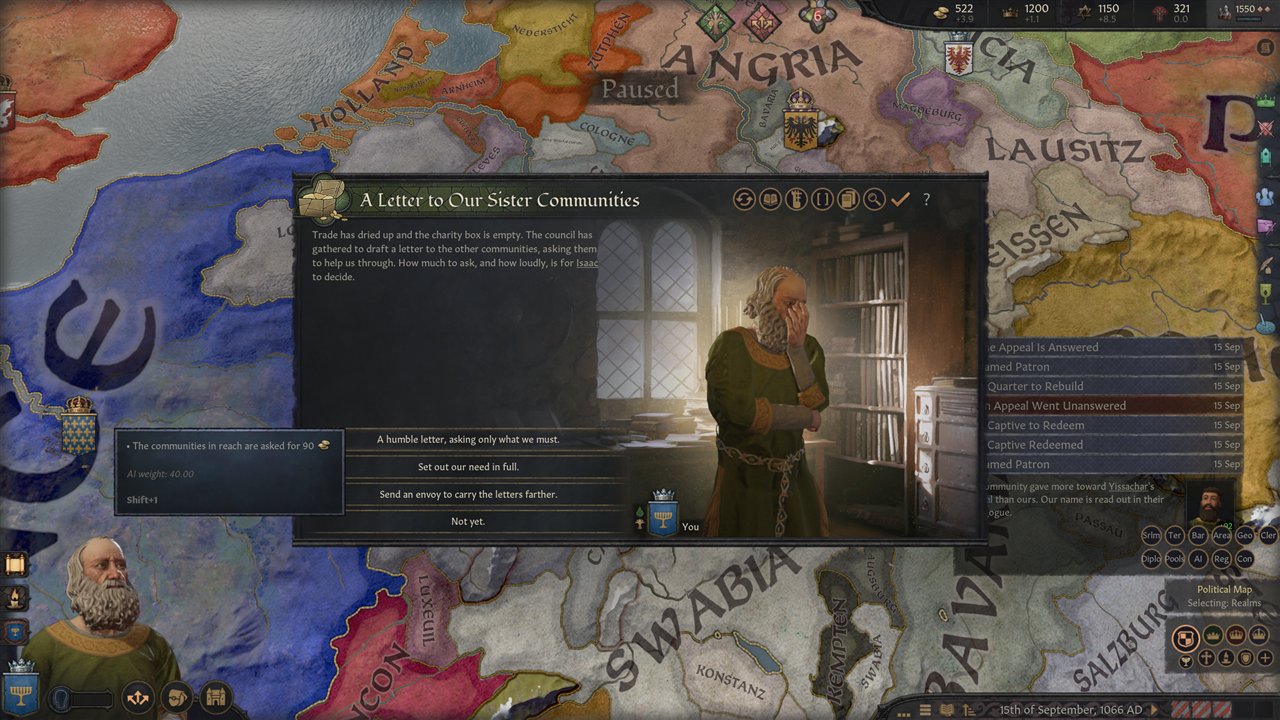 522
+3.9
1200
+1.1
1150
+8.5
321
0.0
1550
6
NEDERSTICHT
ZUTPHEN
ANGRIA
CIA
HOLLAND
ARNHEIM
Paused
BAVARIA
MAGDEBURG
COLOGNE
LAUSITZ
CLEVES
EISSEN
A Letter to Our Sister Communities
?
Trade has dried up and the charity box is empty. The council has
gathered to draft a letter to the other communities, asking them
to help us through. How much to ask, and how loudly, is for Isaac
to decide.
A humble letter, asking only what we must.
Set out our need in full.
Send an envoy to carry the letters farther.
Not yet.
You
• The communities in reach are asked for 90
AI weight: 40.00
Shift+1
e Appeal Is Answered
15 Sep
amed Patron
15 Sep
Quarter to Rebuild
15 Sep
n Appeal Went Unanswered
15 Sep
Captive to Redeem
15 Sep
Captive Redeemed
15 Sep
amed Patron
15 Sep
ommunity gave more toward Yissachar's
l than ours. Our name is read out in their
ogue.
PASSAU
Srlm
Ter
Bar
Area
Geo
Cler
Diplo
Pools
AI
Reg
Con
Political Map
Selecting: Realms
LUXEUIL
SWABIA
KONSTANZ
KEMPTEN
SWABIA
BAVA
SALZBURG
CON
15th of September, 1066 AD